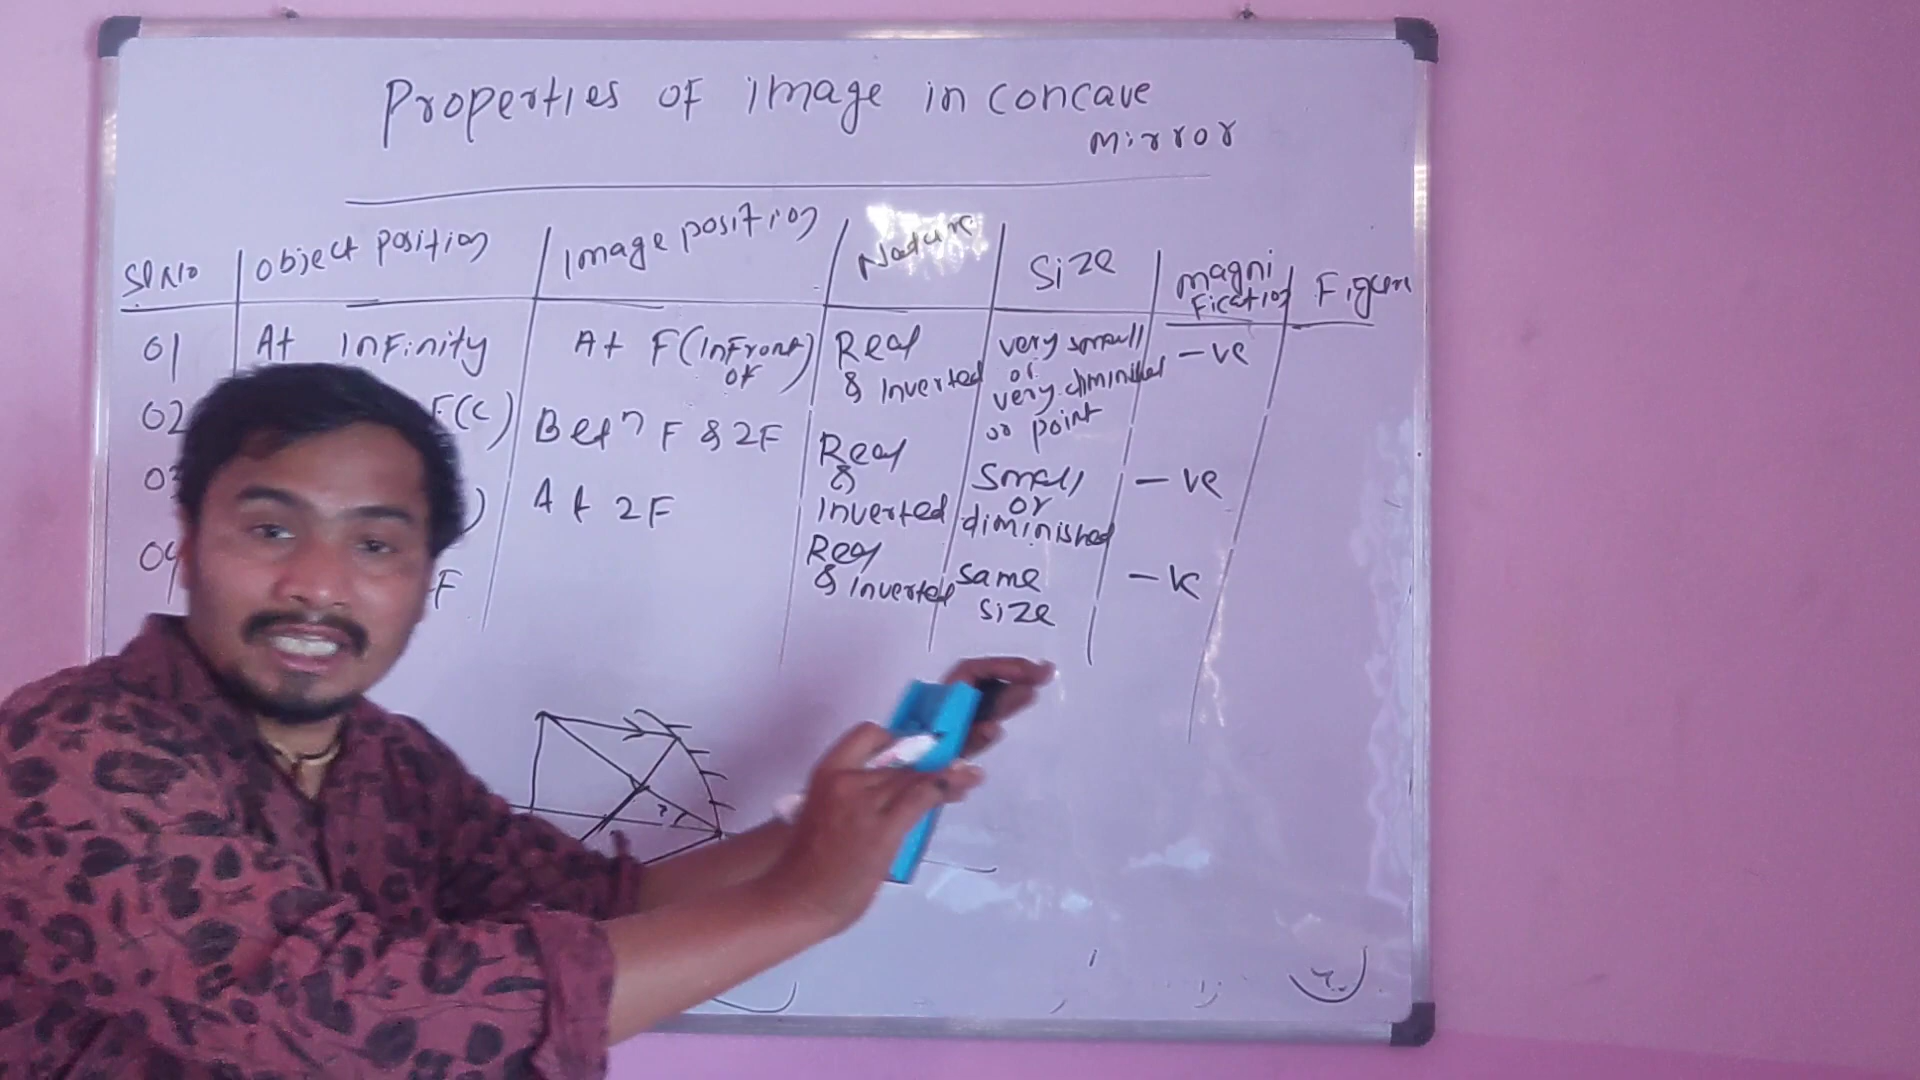 Properties of image in concave
mirror
Sl No Object position Image position Nature Size magni
Fication Figure
01 At Infinity At F (InFront of) Real & Inverted very small or very diminished or point -ve
02 F(C) Betn F & 2F Real & Inverted Small or diminished -ve
03 ) At 2F Real & Inverted same size -ve
04 F